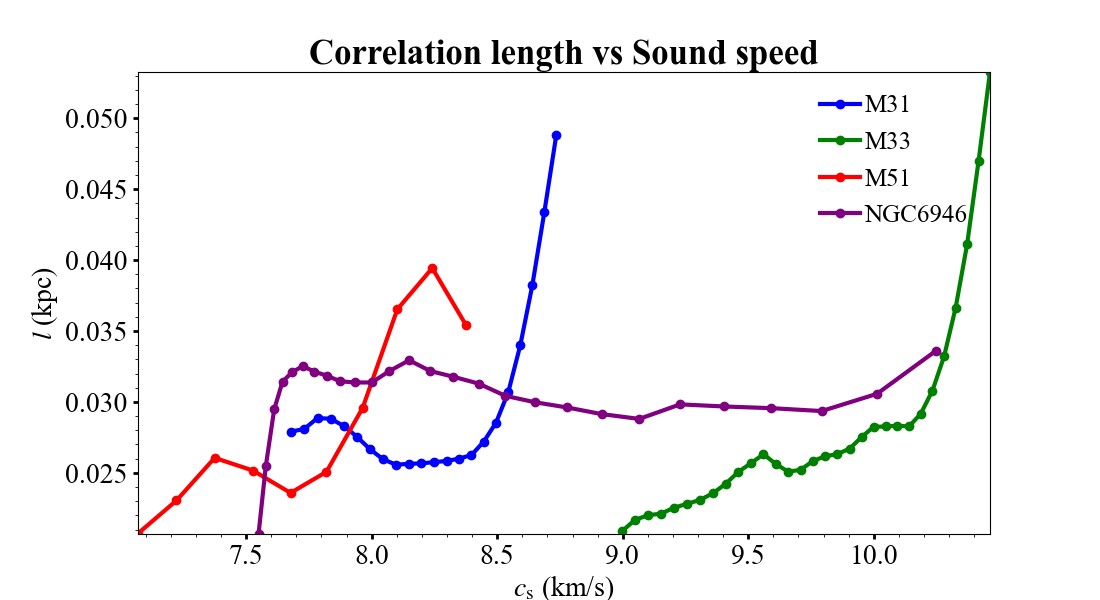 Correlation length vs Sound speed
M31
M33
M51
NGC6946
0.050
0.045
0.040
0.035
0.030
0.025
l (kpc)
7.5 8.0 8.5 9.0 9.5 10.0
cs (km/s)